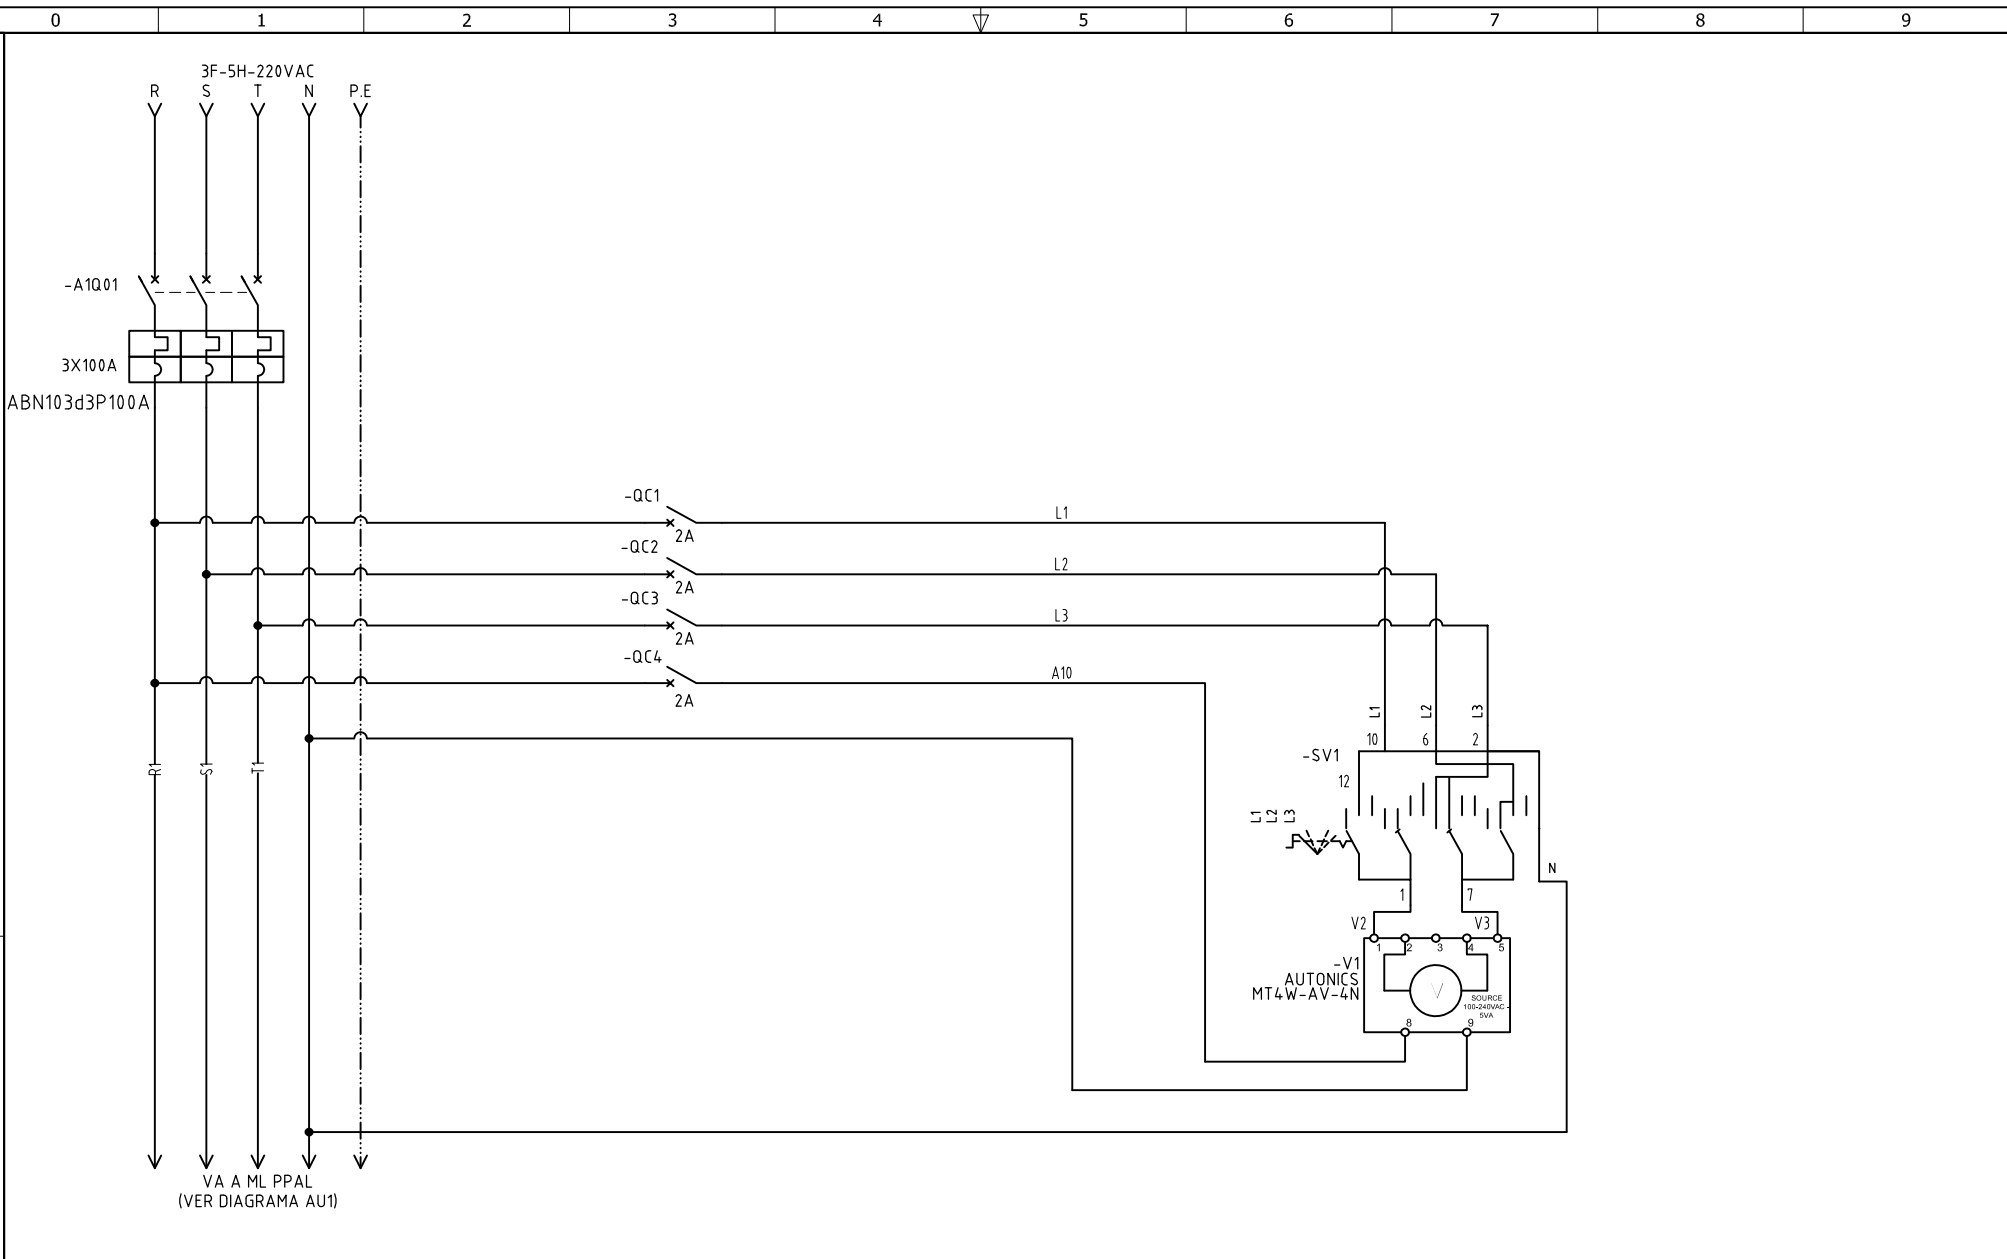 0 1 2 3 4 5 6 7 8 9
3F-5H-220VAC
R S T N P.E
-A1Q01
3X100A
ABN103d3P100A
-QC1
L1
2A
-QC2
L2
2A
-QC3
L3
2A
-QC4
A10
2A
L1 L2 L3
10 6 2
R1 S1 T1
-SV1
12
L1 L2 L3
N
1 7
V2 V3
1 2 3 4 5
-V1
AUTONICS
MT4W-AV-4N
V
SOURCE
100-240VAC -
5VA
8 9
VA A ML PPAL
(VER DIAGRAMA AU1)